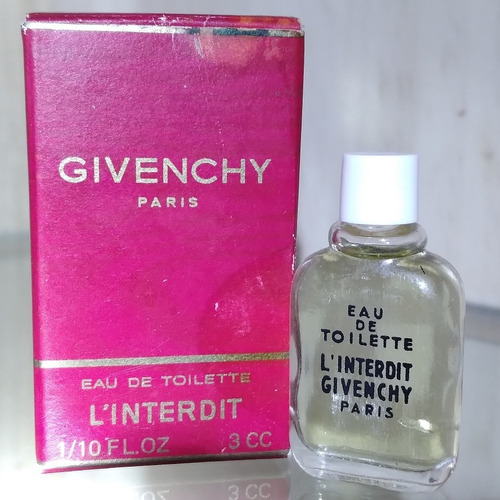 GIVENCHY
PARIS
EAU DE TOILETTE
L'INTERDIT
1/10 FL.OZ 3 CC
EAU
DE
TOILETTE
L'INTERDIT
GIVENCHY
PARIS